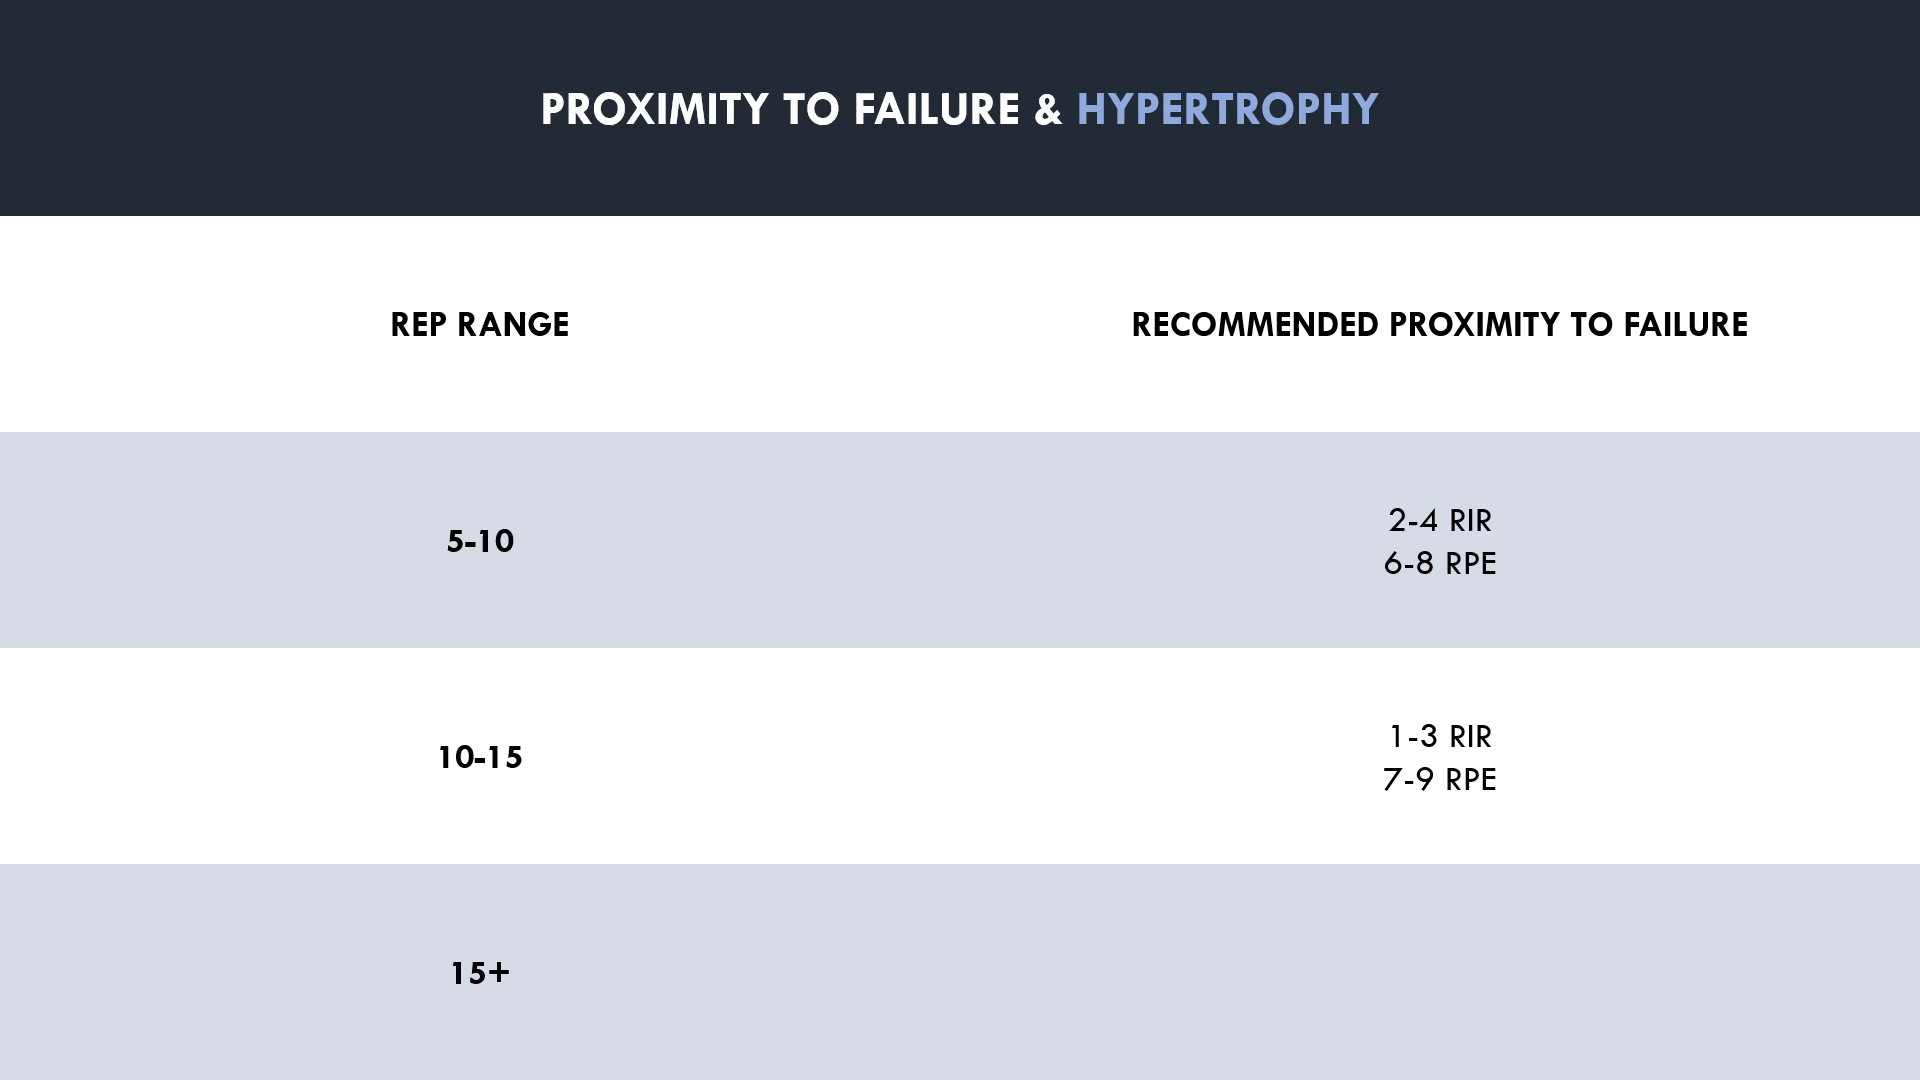 PROXIMITY TO FAILURE & HYPERTROPHY
REP RANGE
RECOMMENDED PROXIMITY TO FAILURE
5-10
2-4 RIR
6-8 RPE
10-15
1-3 RIR
7-9 RPE
15+